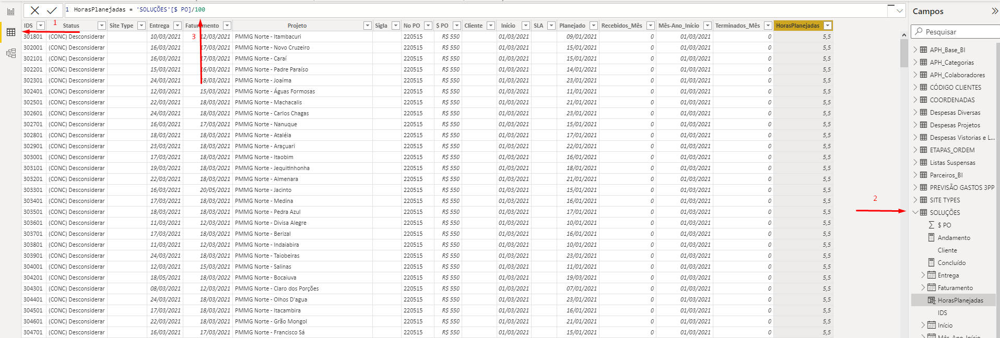 1 HorasPlanejadas = 'SOLUÇÕES'[$ PO]/100
IDS Status Site Type Entrega Faturamento Projeto Sigla No PO $ PO Cliente Início SLA Planejado Recebidos_Mês Mês-Ano_Início Terminados_Mês HorasPlanejadas
1
3
301801 (CONC) Desconsiderar 10/03/2021 12/03/2021 PMMG Norte - Itambacuri 220515 R$ 550 01/03/2021 09/01/2021 0 01/03/2021 0 5,5
302001 (CONC) Desconsiderar 16/03/2021 17/03/2021 PMMG Norte - Novo Cruzeiro 220515 R$ 550 01/03/2021 15/01/2021 0 01/03/2021 0 5,5
302101 (CONC) Desconsiderar 16/03/2021 17/03/2021 PMMG Norte - Caraí 220515 R$ 550 01/03/2021 15/01/2021 0 01/03/2021 0 5,5
302201 (CONC) Desconsiderar 15/03/2021 16/03/2021 PMMG Norte - Padre Paraíso 220515 R$ 550 01/03/2021 14/01/2021 0 01/03/2021 0 5,5
302301 (CONC) Desconsiderar 24/03/2021 18/03/2021 PMMG Norte - Joaíma 220515 R$ 550 01/03/2021 23/01/2021 0 01/03/2021 0 5,5
302401 (CONC) Desconsiderar 12/03/2021 15/03/2021 PMMG Norte - Águas Formosas 220515 R$ 550 01/03/2021 11/01/2021 0 01/03/2021 0 5,5
302501 (CONC) Desconsiderar 22/03/2021 18/03/2021 PMMG Norte - Machacalis 220515 R$ 550 01/03/2021 21/01/2021 0 01/03/2021 0 5,5
302601 (CONC) Desconsiderar 24/03/2021 18/03/2021 PMMG Norte - Carlos Chagas 220515 R$ 550 01/03/2021 23/01/2021 0 01/03/2021 0 5,5
302701 (CONC) Desconsiderar 16/03/2021 17/03/2021 PMMG Norte - Nanuque 220515 R$ 550 01/03/2021 15/01/2021 0 01/03/2021 0 5,5
302801 (CONC) Desconsiderar 18/03/2021 18/03/2021 PMMG Norte - Ataléia 220515 R$ 550 01/03/2021 17/01/2021 0 01/03/2021 0 5,5
302901 (CONC) Desconsiderar 23/03/2021 18/03/2021 PMMG Norte - Araçuari 220515 R$ 550 01/03/2021 22/01/2021 0 01/03/2021 0 5,5
303001 (CONC) Desconsiderar 17/03/2021 18/03/2021 PMMG Norte - Itaobim 220515 R$ 550 01/03/2021 16/01/2021 0 01/03/2021 0 5,5
303101 (CONC) Desconsiderar 19/03/2021 18/03/2021 PMMG Norte - Jequitinhonha 220515 R$ 550 01/03/2021 18/01/2021 0 01/03/2021 0 5,5
303201 (CONC) Desconsiderar 22/03/2021 18/03/2021 PMMG Norte - Almenara 220515 R$ 550 01/03/2021 21/01/2021 0 01/03/2021 0 5,5
303301 (CONC) Desconsiderar 16/03/2021 20/05/2021 PMMG Norte - Jacinto 220515 R$ 550 01/03/2021 15/01/2021 0 01/03/2021 0 5,5
303401 (CONC) Desconsiderar 17/03/2021 18/03/2021 PMMG Norte - Medina 220515 R$ 550 01/03/2021 16/01/2021 0 01/03/2021 0 5,5
303501 (CONC) Desconsiderar 18/03/2021 18/03/2021 PMMG Norte - Pedra Azul 220515 R$ 550 01/03/2021 17/01/2021 0 01/03/2021 0 5,5
303601 (CONC) Desconsiderar 11/03/2021 12/03/2021 PMMG Norte - Divisa Alegre 220515 R$ 550 01/03/2021 10/01/2021 0 01/03/2021 0 5,5
303701 (CONC) Desconsiderar 17/03/2021 18/03/2021 PMMG Norte - Berizal 220515 R$ 550 01/03/2021 16/01/2021 0 01/03/2021 0 5,5
303801 (CONC) Desconsiderar 11/03/2021 12/03/2021 PMMG Norte - Indaiabira 220515 R$ 550 01/03/2021 10/01/2021 0 01/03/2021 0 5,5
303901 (CONC) Desconsiderar 24/03/2021 18/03/2021 PMMG Norte - Taiobeiras 220515 R$ 550 01/03/2021 23/01/2021 0 01/03/2021 0 5,5
304001 (CONC) Desconsiderar 12/03/2021 15/03/2021 PMMG Norte - Salinas 220515 R$ 550 01/03/2021 11/01/2021 0 01/03/2021 0 5,5
304201 (CONC) Desconsiderar 18/05/2021 18/03/2022 PMMG Norte - Bocaiuva 220515 R$ 550 01/03/2021 19/03/2021 0 01/03/2021 0 5,5
304301 (CONC) Desconsiderar 08/03/2021 12/03/2021 PMMG Norte - Claro dos Porções 220515 R$ 550 01/03/2021 07/01/2021 0 01/03/2021 0 5,5
304401 (CONC) Desconsiderar 24/03/2021 18/03/2021 PMMG Norte - Olhos D'agua 220515 R$ 550 01/03/2021 23/01/2021 0 01/03/2021 0 5,5
304501 (CONC) Desconsiderar 17/03/2021 18/03/2021 PMMG Norte - Itacambira 220515 R$ 550 01/03/2021 16/01/2021 0 01/03/2021 0 5,5
304601 (CONC) Desconsiderar 22/03/2021 18/03/2021 PMMG Norte - Grão Mongol 220515 R$ 550 01/03/2021 21/01/2021 0 01/03/2021 0 5,5
304701 (CONC) Desconsiderar 16/03/2021 17/03/2021 PMMG Norte - Francisco Sá 220515 R$ 550 01/03/2021 15/01/2021 0 01/03/2021 0 5,5
2
Campos
Pesquisar
APH_Base_BI
APH_Categorias
APH_Colaboradores
CÓDIGO CLIENTES
COORDENADAS
Despesas Diversas
Despesas Projetos
Despesas Vistorias e L...
ETAPAS_ORDEM
Listas Suspensas
Parceiros_BI
PREVISÃO GASTOS 3PP
SITE TYPES
SOLUÇÕES
$ PO
Andamento
Cliente
Concluído
Entrega
Faturamento
HorasPlanejadas
IDS
Início
Mês-Ano_Início